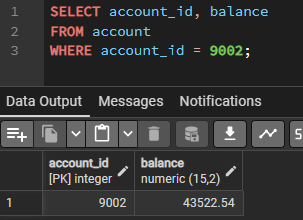 1 SELECT account_id, balance
2 FROM account
3 WHERE account_id = 9002;
Data Output Messages Notifications
account_id balance
[PK] integer numeric (15,2)
1 9002 43522.54